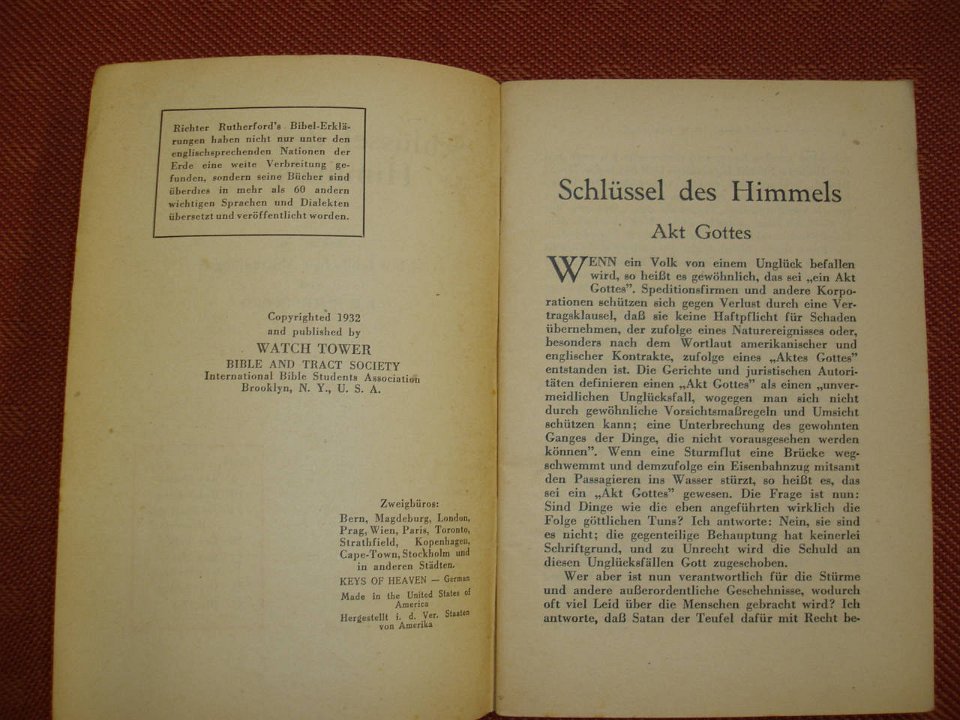 Richter Rutherford's Bibel-Erklä-
rungen haben nicht nur unter den
englischsprechenden Nationen der
Erde eine weite Verbreitung ge-
funden, sondern seine Bücher sind
überdies in mehr als 60 andern
wichtigen Sprachen und Dialekten
übersetzt und veröffentlicht worden.
Copyrighted 1932
and published by
WATCH TOWER
BIBLE AND TRACT SOCIETY
International Bible Students Association
Brooklyn, N. Y., U. S. A.
Zweigbüros:
Bern, Magdeburg, London,
Prag, Wien, Paris, Toronto,
Strathfield, Kopenhagen,
Cape-Town, Stockholm und
in anderen Städten.
KEYS OF HEAVEN — German
Made in the United States of
America
Hergestellt i. d. Ver. Staaten
von Amerika
Schlüssel des Himmels
Akt Gottes
WENN ein Volk von einem Unglück befallen
wird, so heißt es gewöhnlich, das sei „ein Akt
Gottes”. Speditionsfirmen und andere Korpo-
rationen schützen sich gegen Verlust durch eine Ver-
tragsklausel, daß sie keine Haftpflicht für Schaden
übernehmen, der zufolge eines Naturereignisses oder,
besonders nach dem Wortlaut amerikanischer und
englischer Kontrakte, zufolge eines „Aktes Gottes”
entstanden ist. Die Gerichte und juristischen Autori-
täten definieren einen „Akt Gottes” als einen „unver-
meidlichen Unglücksfall, wogegen man sich nicht
durch gewöhnliche Vorsichtsmaßregeln und Umsicht
schützen kann; eine Unterbrechung des gewohnten
Ganges der Dinge, die nicht vorausgesehen werden
können”. Wenn eine Sturmflut eine Brücke weg-
schwemmt und demzufolge ein Eisenbahnzug mitsamt
den Passagieren ins Wasser stürzt, so heißt es, das
sei ein „Akt Gottes” gewesen. Die Frage ist nun:
Sind Dinge wie die eben angeführten wirklich die
Folge göttlichen Tuns? Ich antworte: Nein, sie sind
es nicht; die gegenteilige Behauptung hat keinerlei
Schriftgrund, und zu Unrecht wird die Schuld an
diesen Unglücksfällen Gott zugeschoben.
Wer aber ist nun verantwortlich für die Stürme
und andere außerordentliche Geschehnisse, wodurch
oft viel Leid über die Menschen gebracht wird? Ich
antworte, daß Satan der Teufel dafür mit Recht be-